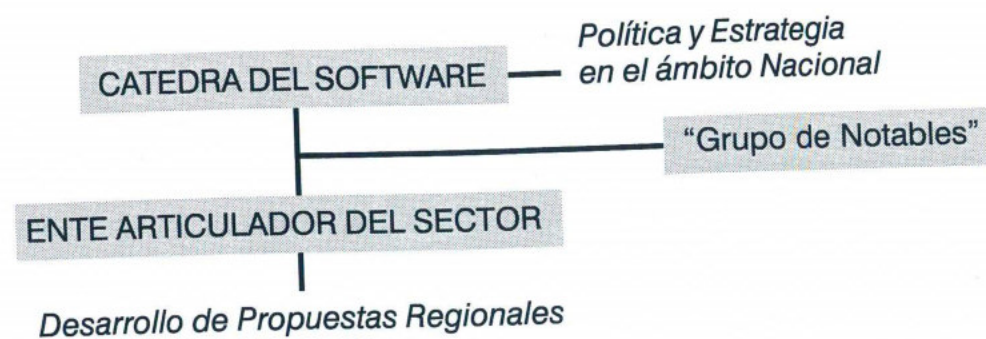 Política y Estrategia
en el ámbito Nacional
CATEDRA DEL SOFTWARE
“Grupo de Notables”
ENTE ARTICULADOR DEL SECTOR
Desarrollo de Propuestas Regionales